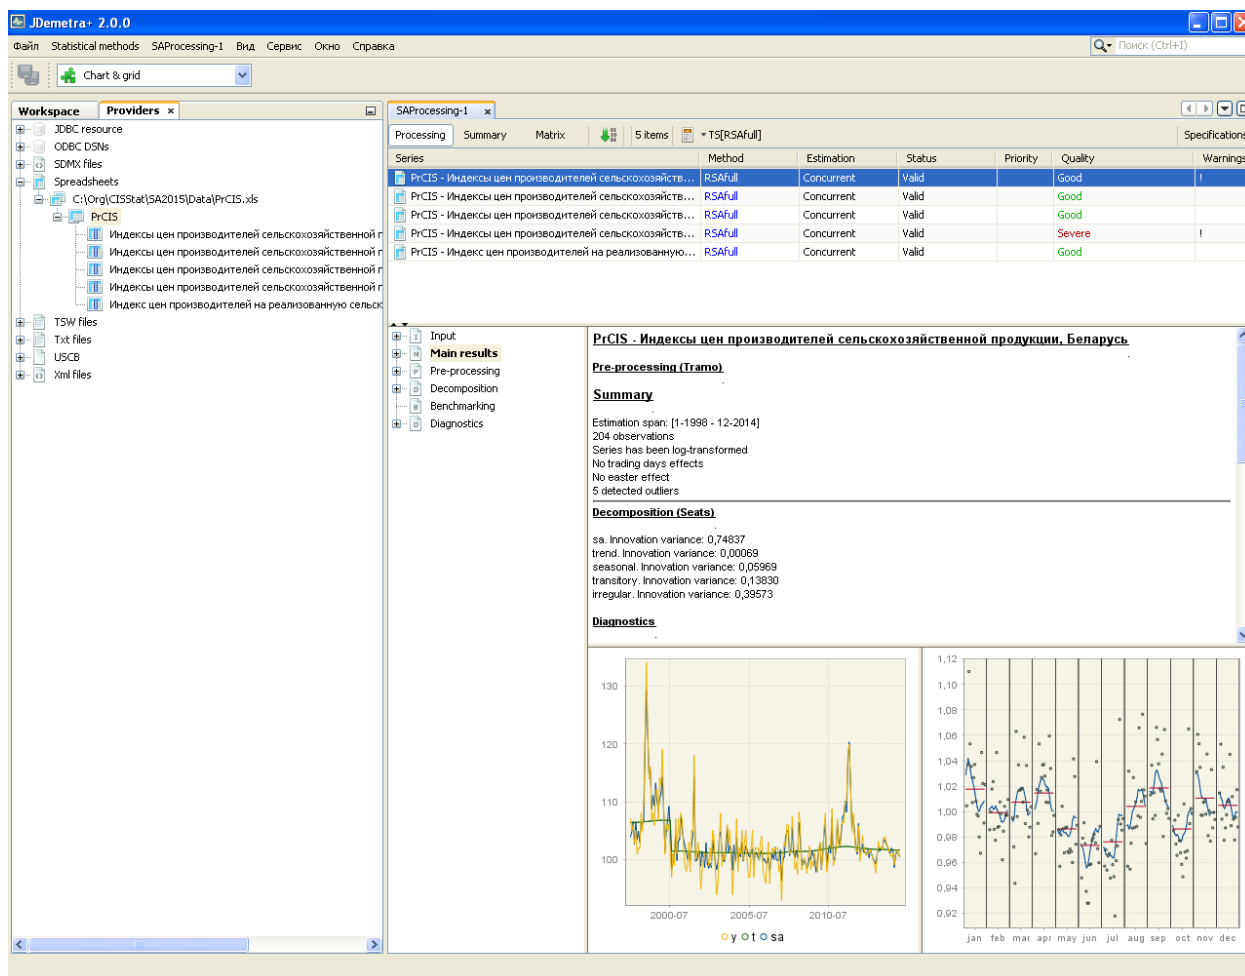 JDemetra+ 2.0.0
Файл Statistical methods SAProcessing-1 Вид Сервис Окно Справка
Поиск (Ctrl+I)
Chart & grid
Workspace Providers ×
JDBC resource
ODBC DSNs
SDMX files
Spreadsheets
C:\Org\CISStat\SA2015\Data\PrCIS.xls
PrCIS
Индексы цен производителей сельскохозяйственной п
Индексы цен производителей сельскохозяйственной п
Индексы цен производителей сельскохозяйственной г
Индексы цен производителей сельскохозяйственной г
Индекс цен производителей на реализованную сельск
TSW files
Txt files
USCB
Xml files
SAProcessing-1 x
Processing Summary Matrix 5 items TS[RSAfull] Specifications
Series Method Estimation Status Priority Quality Warnings
PrCIS - Индексы цен производителей сельскохозяйств... RSAfull Concurrent Valid Good !
PrCIS - Индексы цен производителей сельскохозяйств... RSAfull Concurrent Valid Good
PrCIS - Индексы цен производителей сельскохозяйств... RSAfull Concurrent Valid Good
PrCIS - Индексы цен производителей сельскохозяйств... RSAfull Concurrent Valid Severe !
PrCIS - Индекс цен производителей на реализованную... RSAfull Concurrent Valid Good
Input
Main results
Pre-processing
Decomposition
Benchmarking
Diagnostics
PrCIS - Индексы цен производителей сельскохозяйственной продукции, Беларусь
.
Pre-processing (Tramo)
.
Summary
.
Estimation span: [1-1998 - 12-2014]
204 observations
Series has been log-transformed
No trading days effects
No easter effect
5 detected outliers
Decomposition (Seats)
.
sa. Innovation variance: 0,74837
trend. Innovation variance: 0,00069
seasonal. Innovation variance: 0,05969
transitory. Innovation variance: 0,13830
irregular. Innovation variance: 0,39573
Diagnostics
.
130
120
110
100
2000-07 2005-07 2010-07
y t sa
1,12
1,10
1,08
1,06
1,04
1,02
1,00
0,98
0,96
0,94
0,92
jan feb mar apr may jun jul aug sep oct nov dec